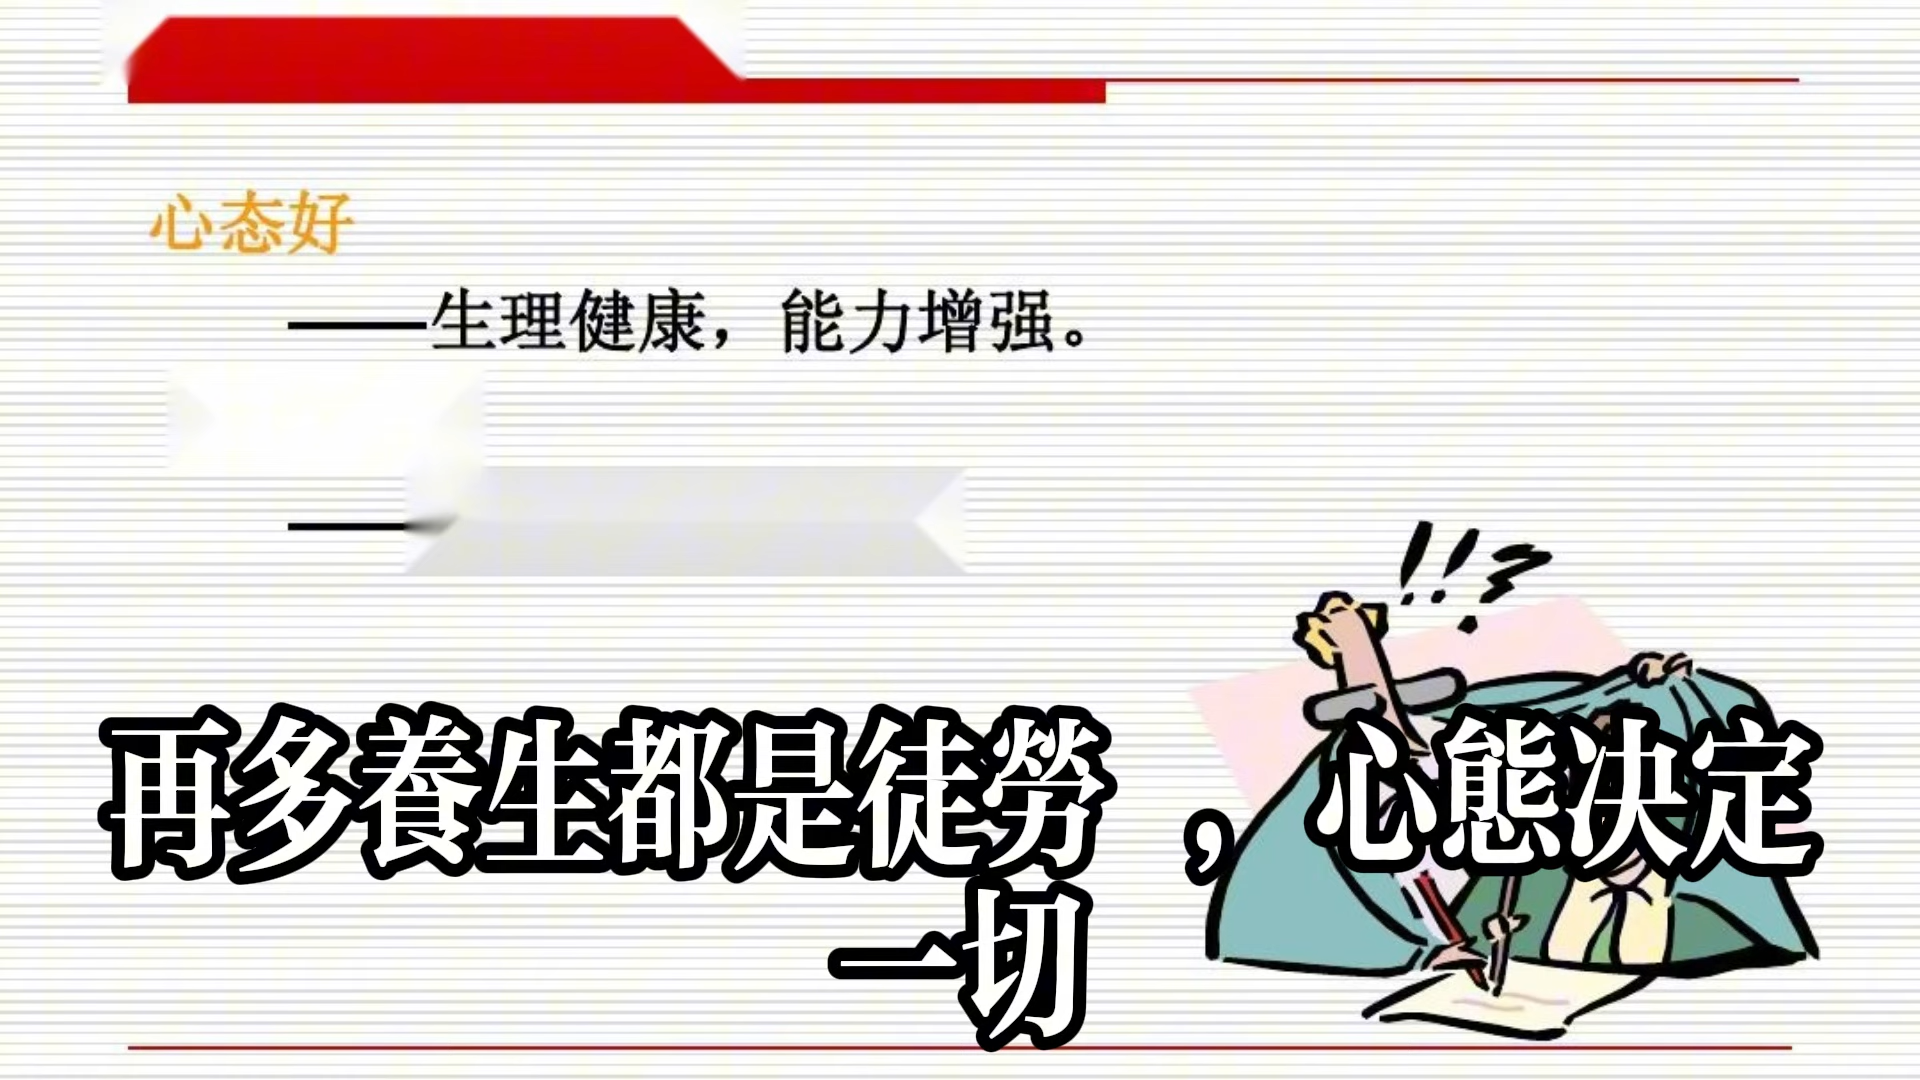 心态好
——生理健康，能力增强。
——
再多養生都是徒勞，心態決定
一切
!!?